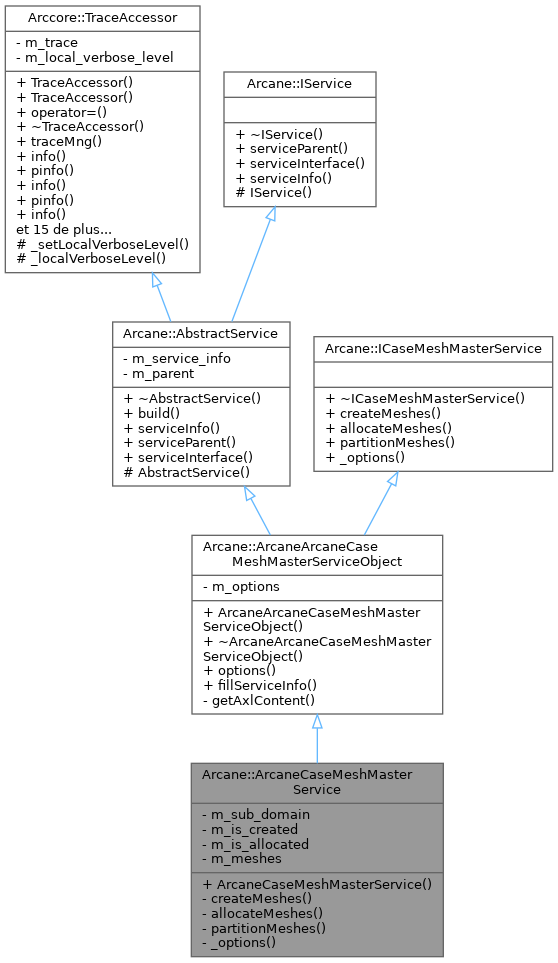 Arccore::TraceAccessor
- m_trace
- m_local_verbose_level
+ TraceAccessor()
+ TraceAccessor()
+ operator=()
+ ~TraceAccessor()
+ traceMng()
+ info()
+ pinfo()
+ info()
+ pinfo()
+ info()
et 15 de plus...
# _setLocalVerboseLevel()
# _localVerboseLevel()
Arcane::IService
+ ~IService()
+ serviceParent()
+ serviceInterface()
+ serviceInfo()
# IService()
Arcane::AbstractService
- m_service_info
- m_parent
+ ~AbstractService()
+ build()
+ serviceInfo()
+ serviceParent()
+ serviceInterface()
# AbstractService()
Arcane::ICaseMeshMasterService
+ ~ICaseMeshMasterService()
+ createMeshes()
+ allocateMeshes()
+ partitionMeshes()
+ _options()
Arcane::ArcaneArcaneCase
MeshMasterServiceObject
- m_options
+ ArcaneArcaneCaseMeshMaster
ServiceObject()
+ ~ArcaneArcaneCaseMeshMaster
ServiceObject()
+ options()
+ fillServiceInfo()
- getAxlContent()
Arcane::ArcaneCaseMeshMaster
Service
- m_sub_domain
- m_is_created
- m_is_allocated
- m_meshes
+ ArcaneCaseMeshMasterService()
- createMeshes()
- allocateMeshes()
- partitionMeshes()
- _options()